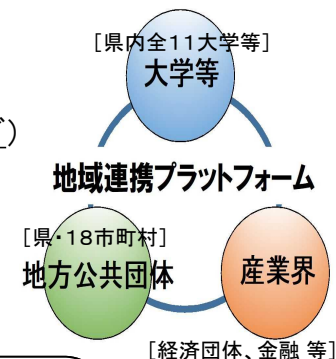 [県内全11大学等]
大学等
)
地域連携プラットフォーム
[県・18市町村]
地方公共団体
産業界
[経済団体、金融 等]